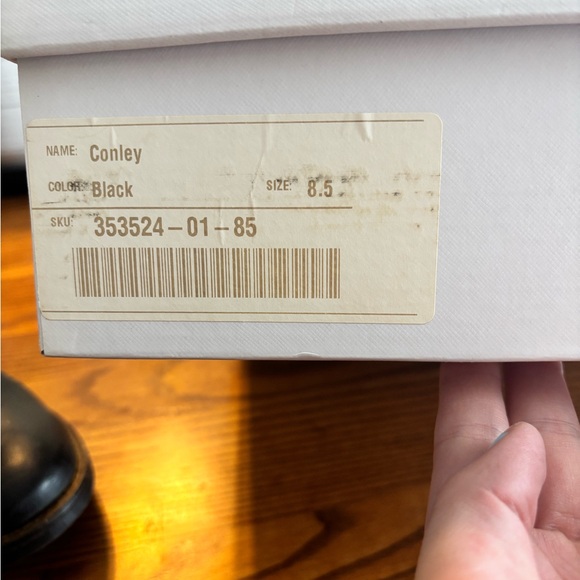 NAME: Conley
COLOR: Black SIZE: 8.5
SKU: 353524-01-85